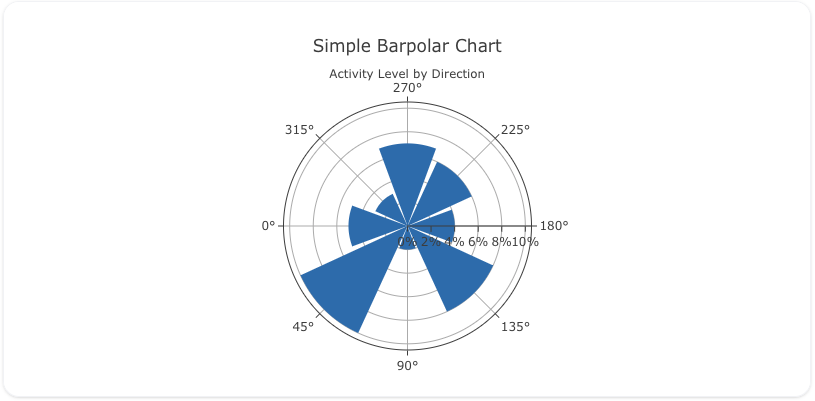 Simple Barpolar Chart
Activity Level by Direction
270°
315° 225°
0° 180°
0% 2% 4% 6% 8% 10%
45° 135°
90°